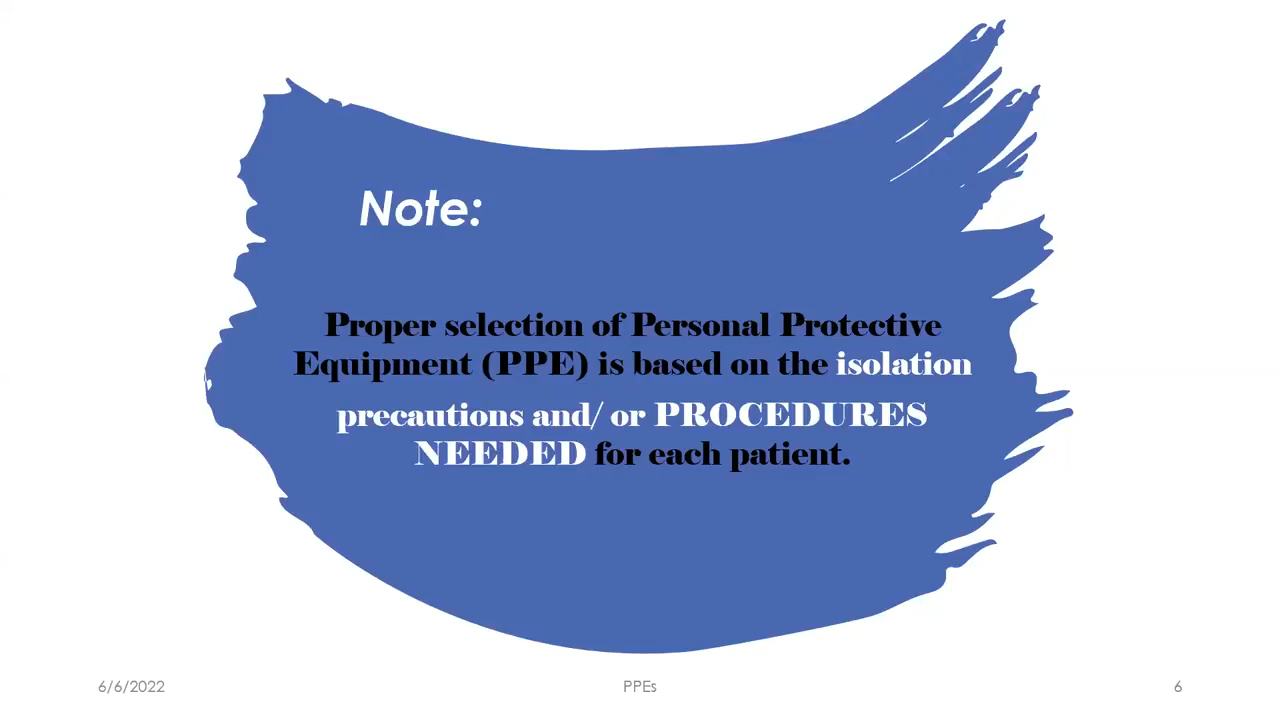 Note:
Proper selection of Personal Protective
Equipment (PPE) is based on the isolation
precautions and/ or PROCEDURES
NEEDED for each patient.
6/6/2022
PPEs
6